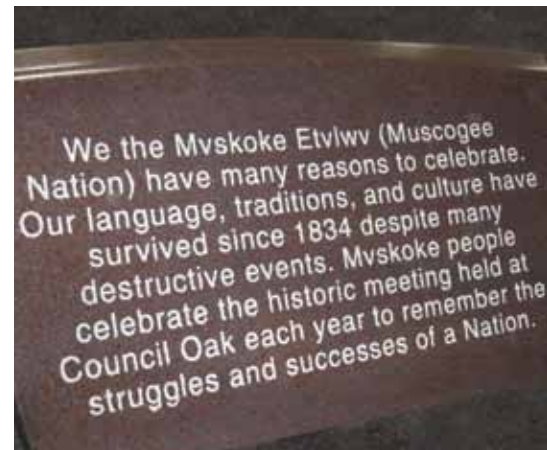 We the Mvskoke Etvlwv (Muscogee
Nation) have many reasons to celebrate.
Our language, traditions, and culture have
survived since 1834 despite many
destructive events. Mvskoke people
celebrate the historic meeting held at
Council Oak each year to remember the
struggles and successes of a Nation.